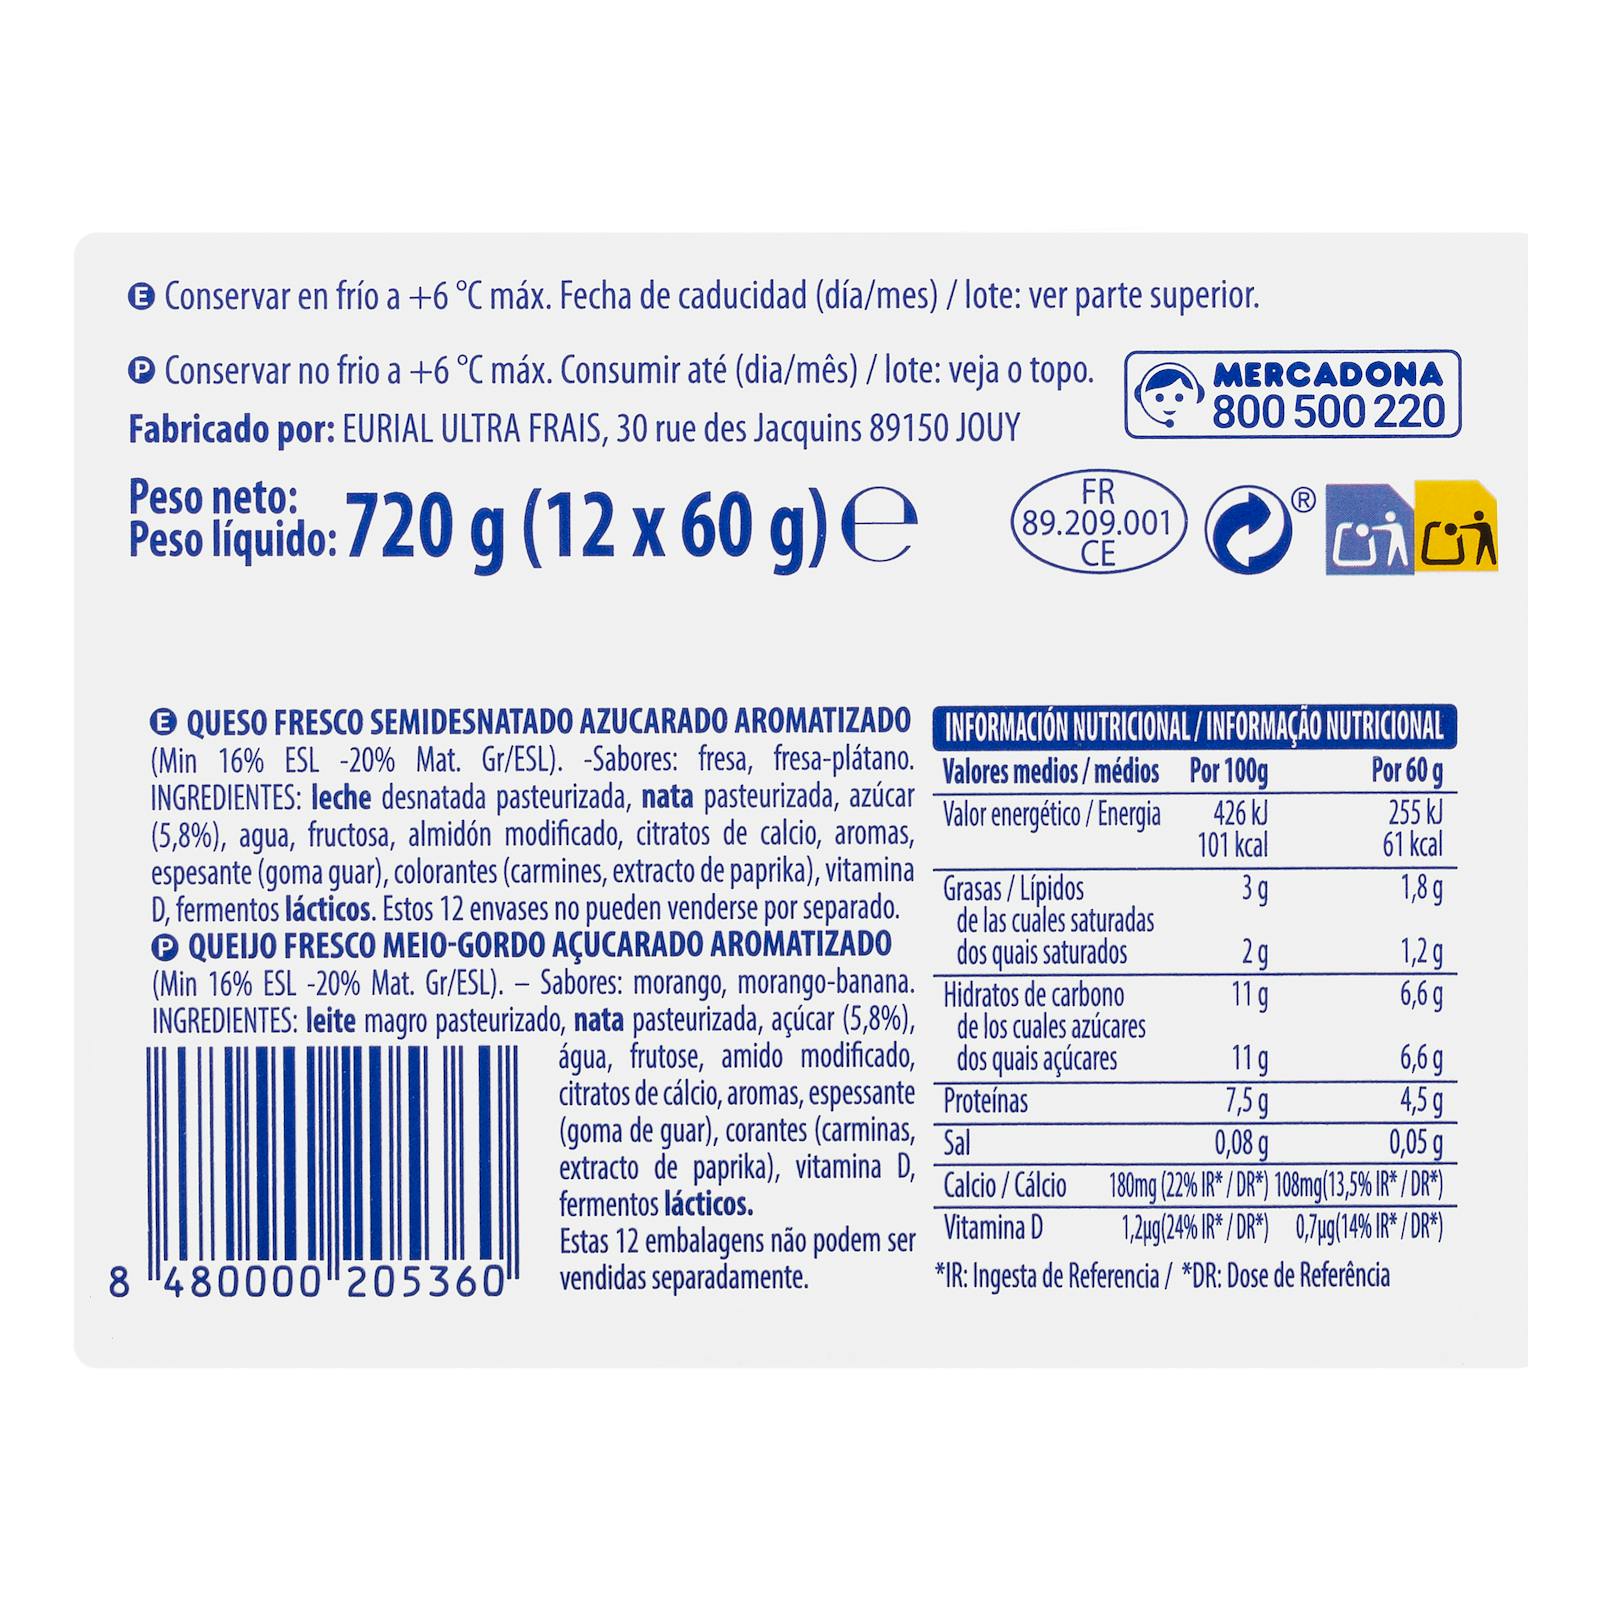 E Conservar en frío a +6 °C máx. Fecha de caducidad (día/mes) / lote: ver parte superior.
P Conservar no frio a +6 °C máx. Consumir até (dia/mês) / lote: veja o topo.
MERCADONA
800 500 220
Fabricado por: EURIAL ULTRA FRAIS, 30 rue des Jacquins 89150 JOUY
Peso neto:
Peso líquido: 720 g (12 x 60 g) e
FR
89.209.001
CE
®
E QUESO FRESCO SEMIDESNATADO AZUCARADO AROMATIZADO
(Min 16% ESL -20% Mat. Gr/ESL). -Sabores: fresa, fresa-plátano.
INGREDIENTES: leche desnatada pasteurizada, nata pasteurizada, azúcar
(5,8%), agua, fructosa, almidón modificado, citratos de calcio, aromas,
espesante (goma guar), colorantes (carmines, extracto de paprika), vitamina
D, fermentos lácticos. Estos 12 envases no pueden venderse por separado.
P QUEIJO FRESCO MEIO-GORDO AÇUCARADO AROMATIZADO
(Min 16% ESL -20% Mat. Gr/ESL). – Sabores: morango, morango-banana.
INGREDIENTES: leite magro pasteurizado, nata pasteurizada, açúcar (5,8%),
água, frutose, amido modificado,
citratos de cálcio, aromas, espessante
(goma de guar), corantes (carminas,
extracto de paprika), vitamina D,
fermentos lácticos.
Estas 12 embalagens não podem ser
vendidas separadamente.
8 480000 205360
INFORMACIÓN NUTRICIONAL / INFORMAÇÃO NUTRICIONAL
Valores medios / médios Por 100g Por 60 g
Valor energético / Energia 426 kJ 255 kJ
101 kcal 61 kcal
Grasas / Lípidos 3 g 1,8 g
de las cuales saturadas
dos quais saturados 2 g 1,2 g
Hidratos de carbono 11 g 6,6 g
de los cuales azúcares
dos quais açúcares 11 g 6,6 g
Proteínas 7,5 g 4,5 g
Sal 0,08 g 0,05 g
Calcio / Cálcio 180mg (22% IR* / DR*) 108mg(13,5% IR* / DR*)
Vitamina D 1,2µg(24% IR* / DR*) 0,7µg(14% IR* / DR*)
*IR: Ingesta de Referencia / *DR: Dose de Referência